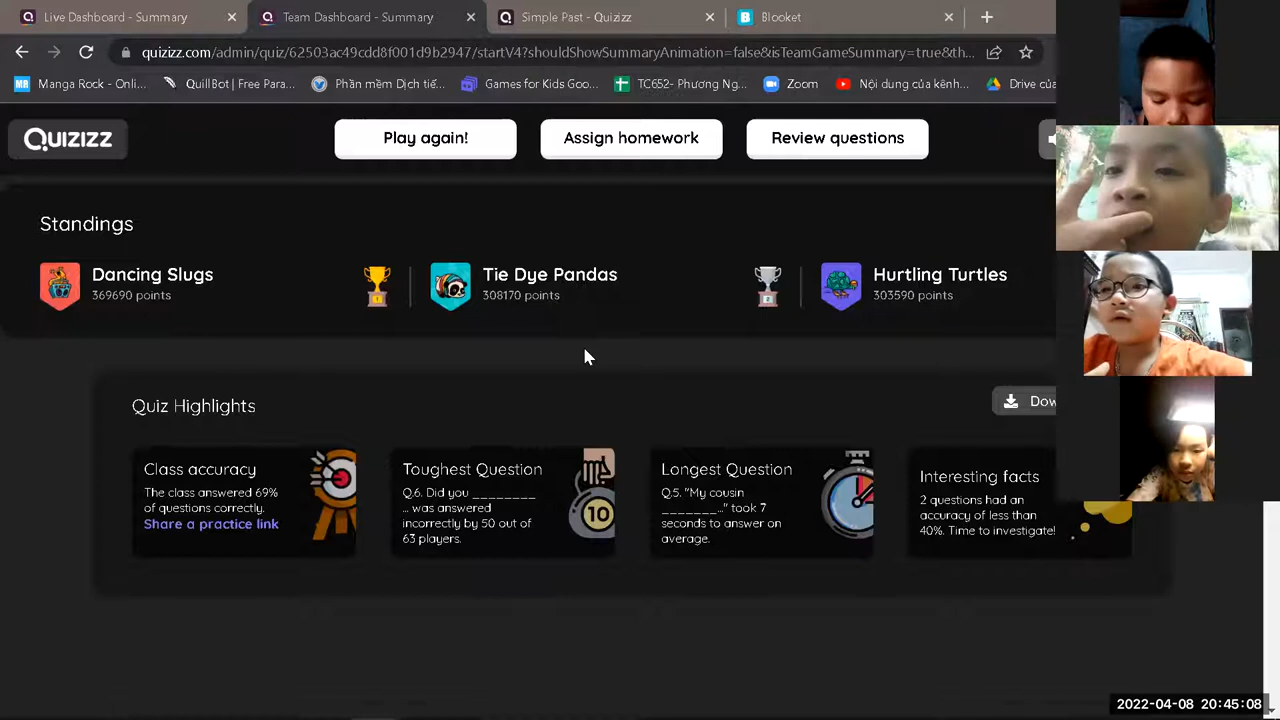 Live Dashboard - Summary
Team Dashboard - Summary
Simple Past - Quizizz
Blooket
quizizz.com/admin/quiz/62503ac49cdd8f001d9b2947/startV4?shouldShowSummaryAnimation=false&isTeamGameSummary=true&th...
MR Manga Rock - Onli...
QuillBot | Free Para...
Phần mềm Dịch tiế...
Games for Kids Goo...
TC652- Phương Ng...
Zoom
Nội dung của kênh...
Drive củ
Quizizz
Play again!
Assign homework
Review questions
Standings
Dancing Slugs
369690 points
1
Tie Dye Pandas
308170 points
2
Hurtling Turtles
303590 points
Quiz Highlights
Dow
Class accuracy
The class answered 69%
of questions correctly.
Share a practice link
Toughest Question
Q.6. Did you ________
... was answered
incorrectly by 50 out of
63 players.
10
Longest Question
Q.5. "My cousin
_______..." took 7
seconds to answer on
average.
Interesting facts
2 questions had an
accuracy of less than
40%. Time to investigate!
2022-04-08 20:45:08